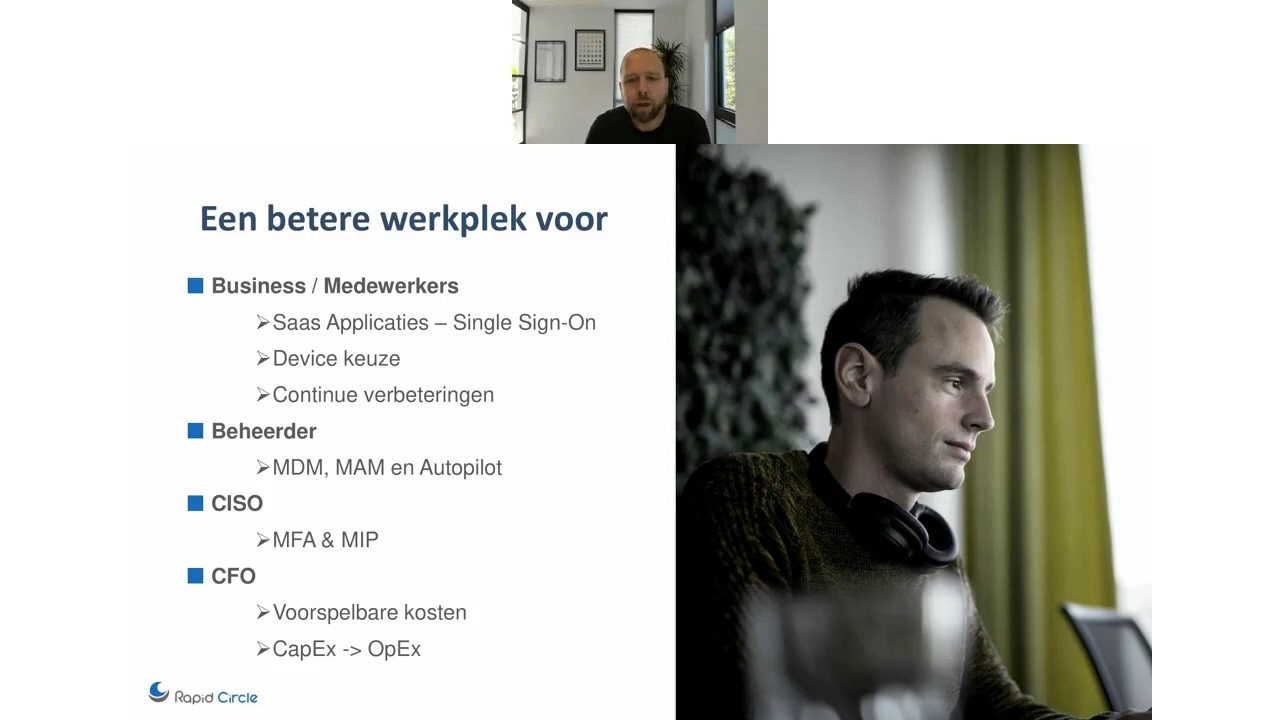 Een betere werkplek voor
Business / Medewerkers
Saas Applicaties – Single Sign-On
Device keuze
Continue verbeteringen
Beheerder
MDM, MAM en Autopilot
CISO
MFA & MIP
CFO
Voorspelbare kosten
CapEx -> OpEx
Rapid Circle